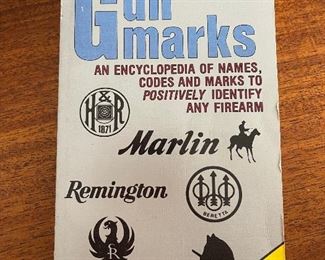 Gun
marks
AN ENCYCLOPEDIA OF NAMES,
CODES AND MARKS TO
POSITIVELY IDENTIFY
ANY FIREARM
H&R
1871
Marlin
Remington
BERETTA
R